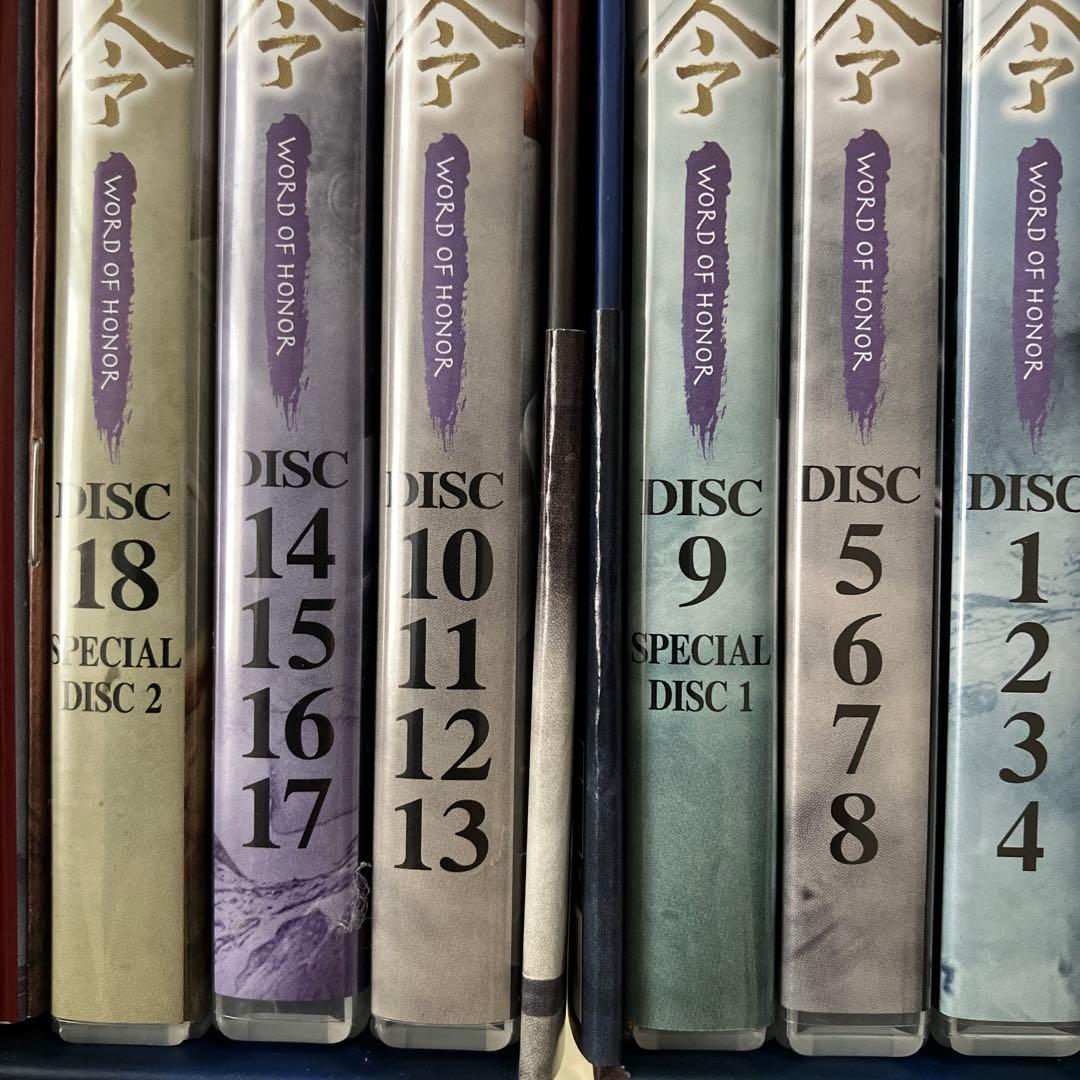 令
WORD OF HONOR
DISC
18
SPECIAL
DISC 2
令
WORD OF HONOR
DISC
14
15
16
17
令
WORD OF HONOR
DISC
10
11
12
13
令
WORD OF HONOR
DISC
9
SPECIAL
DISC 1
令
WORD OF HONOR
DISC
5
6
7
8
令
WORD OF HONOR
DISC
1
2
3
4